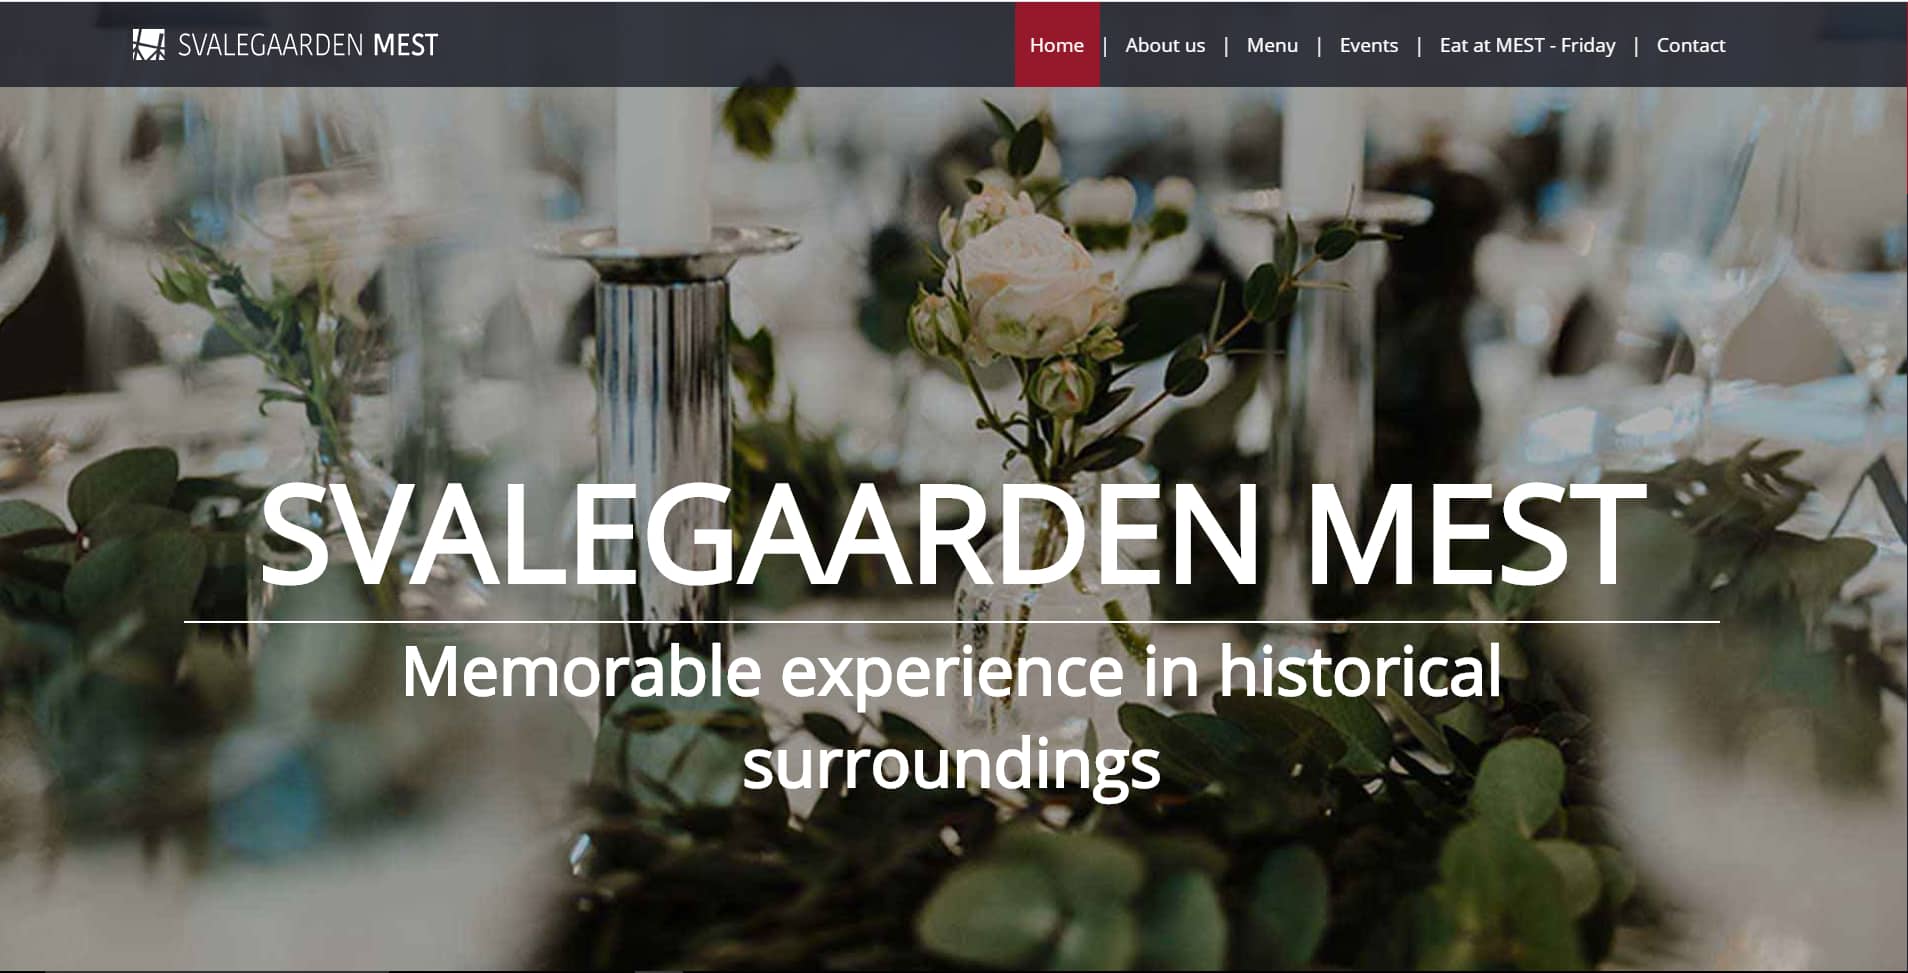 SVALEGAARDEN MEST
Home | About us | Menu | Events | Eat at MEST - Friday | Contact
SVALEGAARDEN MEST
Memorable experience in historical
surroundings